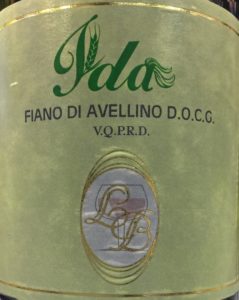 Ida
FIANO DI AVELLINO D.O.C.G.
V.Q.P.R.D.